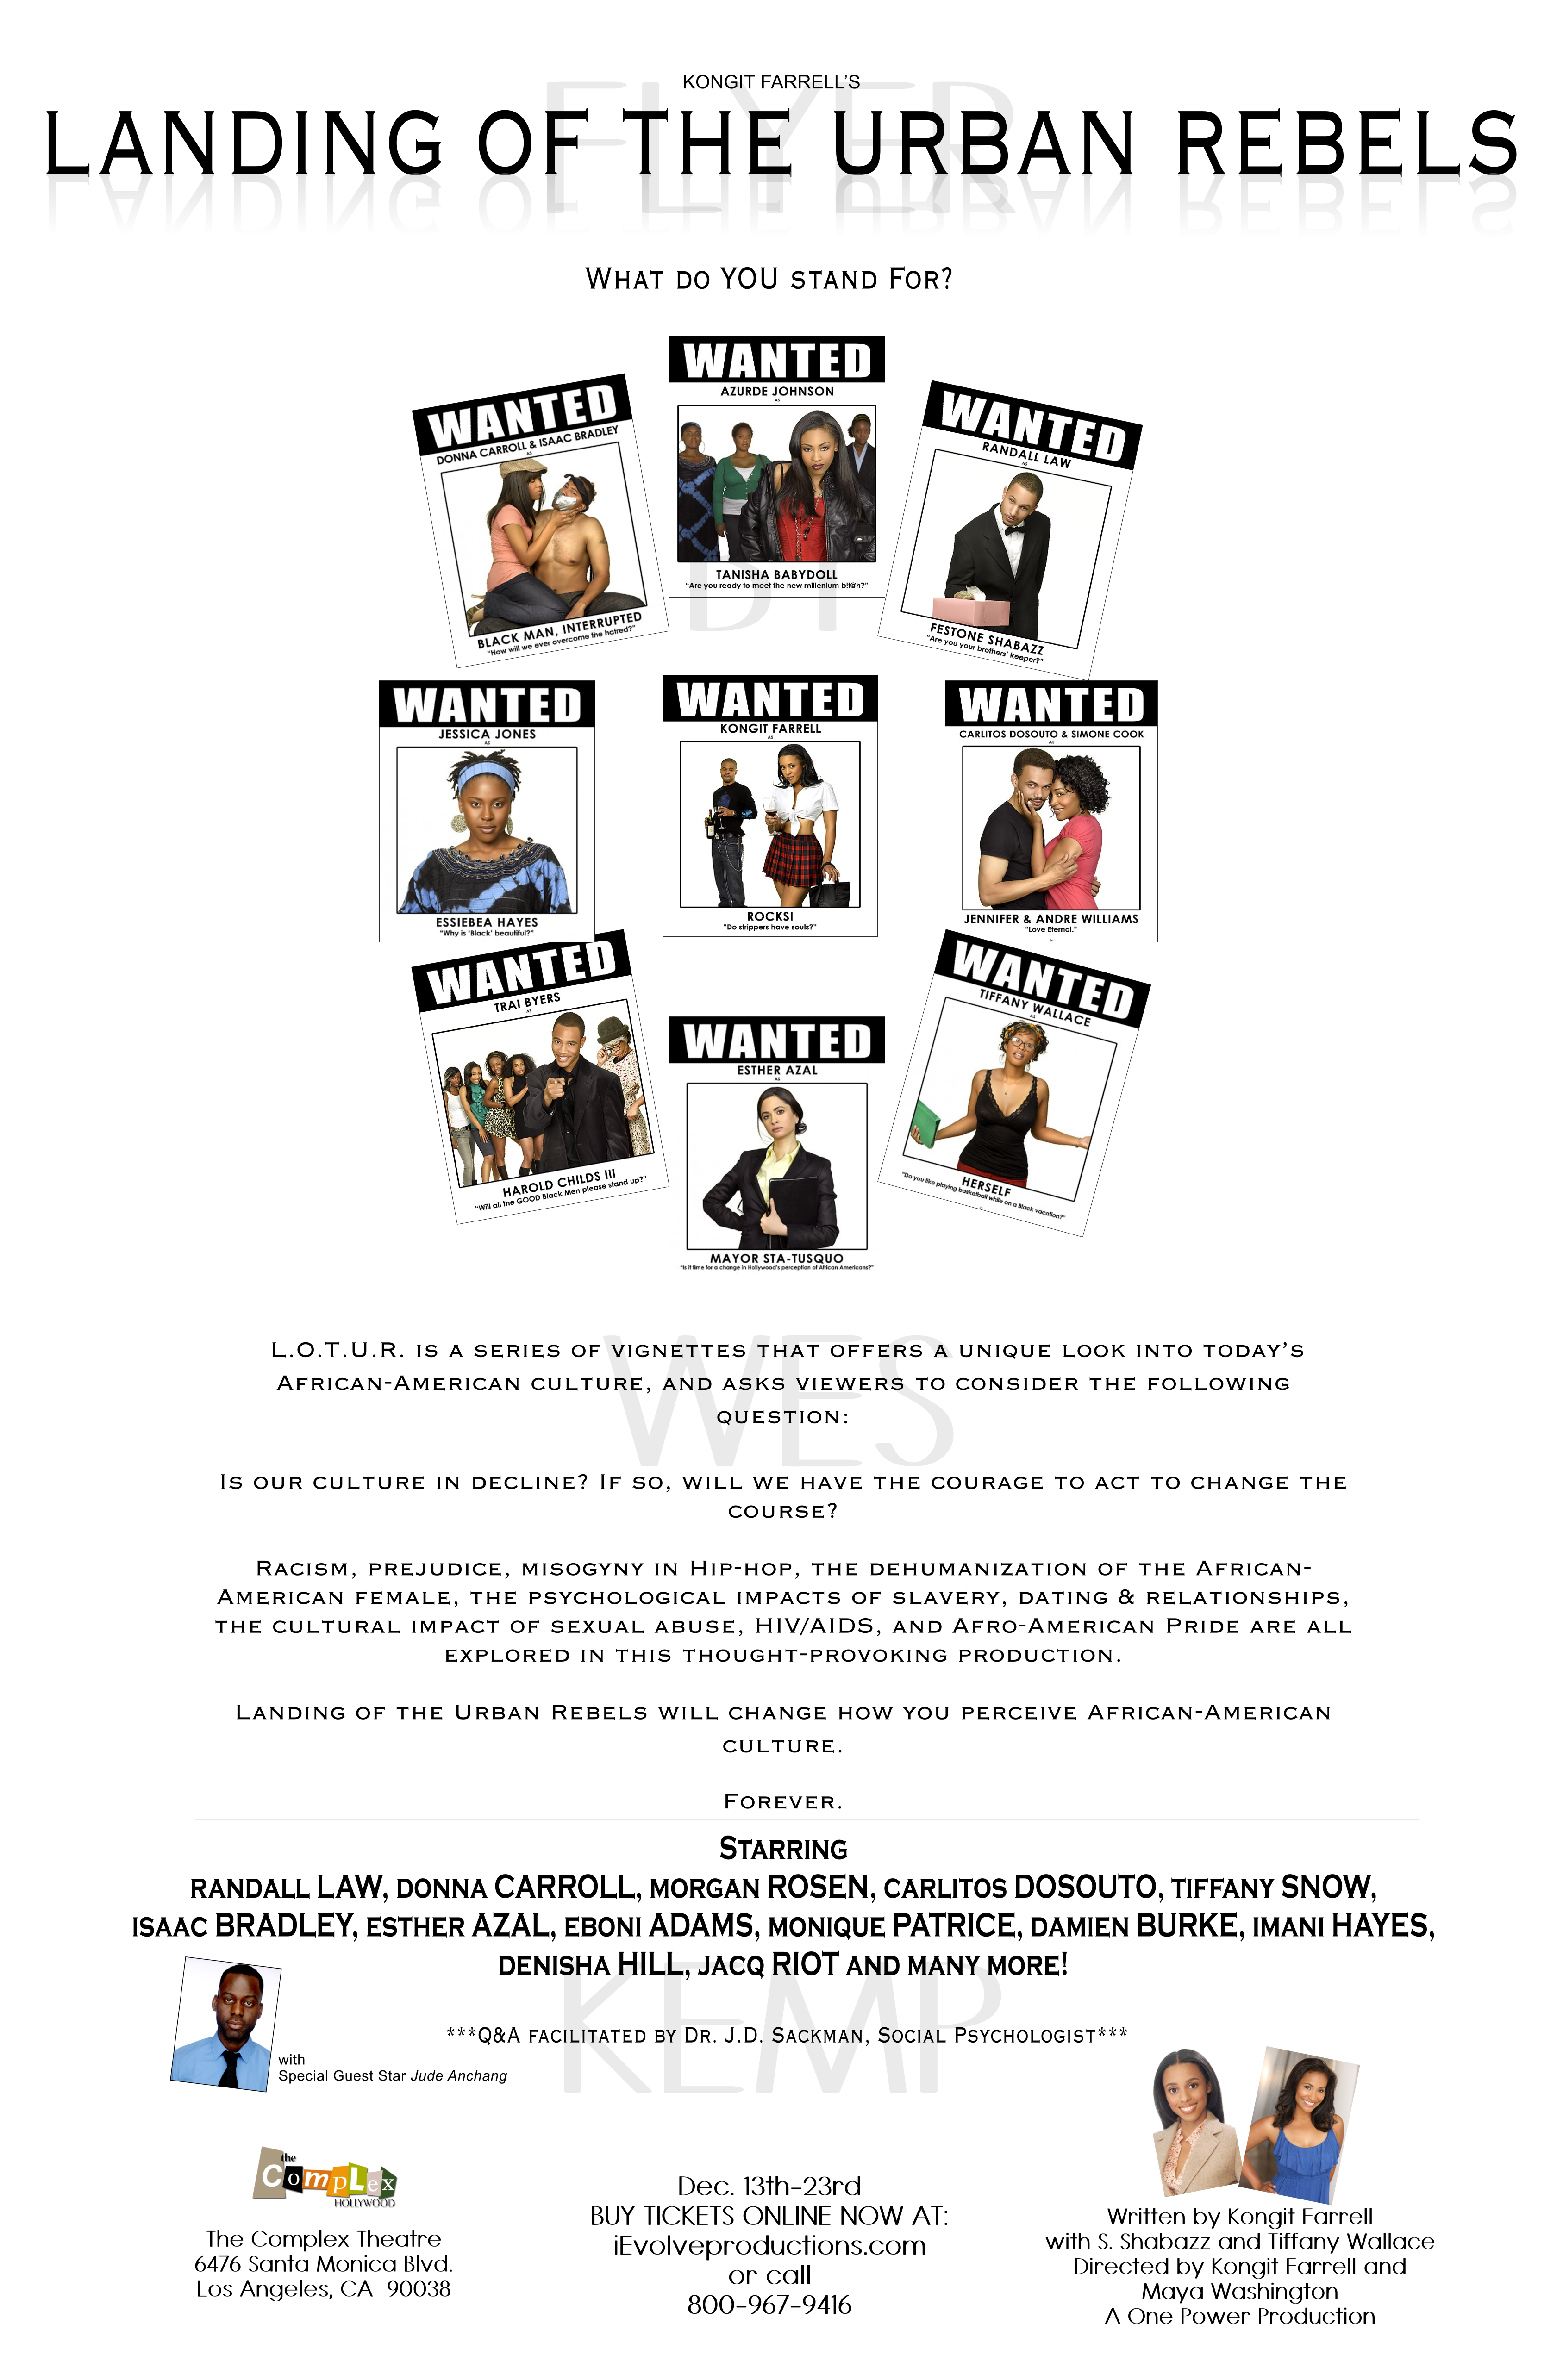 KONGIT FARRELL'S
LANDING OF THE URBAN REBELS
FLYER
WHAT DO YOU STAND FOR?
WANTED
DONNA CARROLL & ISAAC BRADLEY
AS
BLACK MAN, INTERRUPTED
"How will we ever overcome the hatred?"
WANTED
AZURDE JOHNSON
AS
TANISHA BABYDOLL
"Are you ready to meet the new millenium b!t@h?"
WANTED
RANDALL LAW
AS
FESTONE SHABAZZ
"Are you your brothers' keeper?"
BY
WANTED
JESSICA JONES
AS
ESSIEBEA HAYES
"Why is 'Black' beautiful?"
WANTED
KONGIT FARRELL
AS
ROCKSI
"Do strippers have souls?"
WANTED
CARLITOS DOSOUTO & SIMONE COOK
AS
JENNIFER & ANDRE WILLIAMS
"Love Eternal."
WANTED
TRAI BYERS
AS
HAROLD CHILDS III
"Will all the GOOD Black Men please stand up?"
WANTED
ESTHER AZAL
AS
MAYOR STA-TUSQUO
"Is it time for a change in Hollywood's perception of African Americans?"
WANTED
TIFFANY WALLACE
AS
HERSELF
"Do you like playing basketball while on a Black vacation?"
WES
L.O.T.U.R. IS A SERIES OF VIGNETTES THAT OFFERS A UNIQUE LOOK INTO TODAY'S
AFRICAN-AMERICAN CULTURE, AND ASKS VIEWERS TO CONSIDER THE FOLLOWING
QUESTION:
IS OUR CULTURE IN DECLINE? IF SO, WILL WE HAVE THE COURAGE TO ACT TO CHANGE THE
COURSE?
RACISM, PREJUDICE, MISOGYNY IN HIP-HOP, THE DEHUMANIZATION OF THE AFRICAN-
AMERICAN FEMALE, THE PSYCHOLOGICAL IMPACTS OF SLAVERY, DATING & RELATIONSHIPS,
THE CULTURAL IMPACT OF SEXUAL ABUSE, HIV/AIDS, AND AFRO-AMERICAN PRIDE ARE ALL
EXPLORED IN THIS THOUGHT-PROVOKING PRODUCTION.
LANDING OF THE URBAN REBELS WILL CHANGE HOW YOU PERCEIVE AFRICAN-AMERICAN
CULTURE.
FOREVER.
STARRING
RANDALL LAW, DONNA CARROLL, MORGAN ROSEN, CARLITOS DOSOUTO, TIFFANY SNOW,
ISAAC BRADLEY, ESTHER AZAL, EBONI ADAMS, MONIQUE PATRICE, DAMIEN BURKE, IMANI HAYES,
DENISHA HILL, JACQ RIOT AND MANY MORE!
KEMP
***Q&A FACILITATED BY DR. J.D. SACKMAN, SOCIAL PSYCHOLOGIST***
with
Special Guest Star Jude Anchang
the
Complex
HOLLYWOOD
The Complex Theatre
6476 Santa Monica Blvd.
Los Angeles, CA 90038
Dec. 13th-23rd
BUY TICKETS ONLINE NOW AT:
iEvolveproductions.com
or call
800-967-9416
Written by Kongit Farrell
with S. Shabazz and Tiffany Wallace
Directed by Kongit Farrell and
Maya Washington
A One Power Production